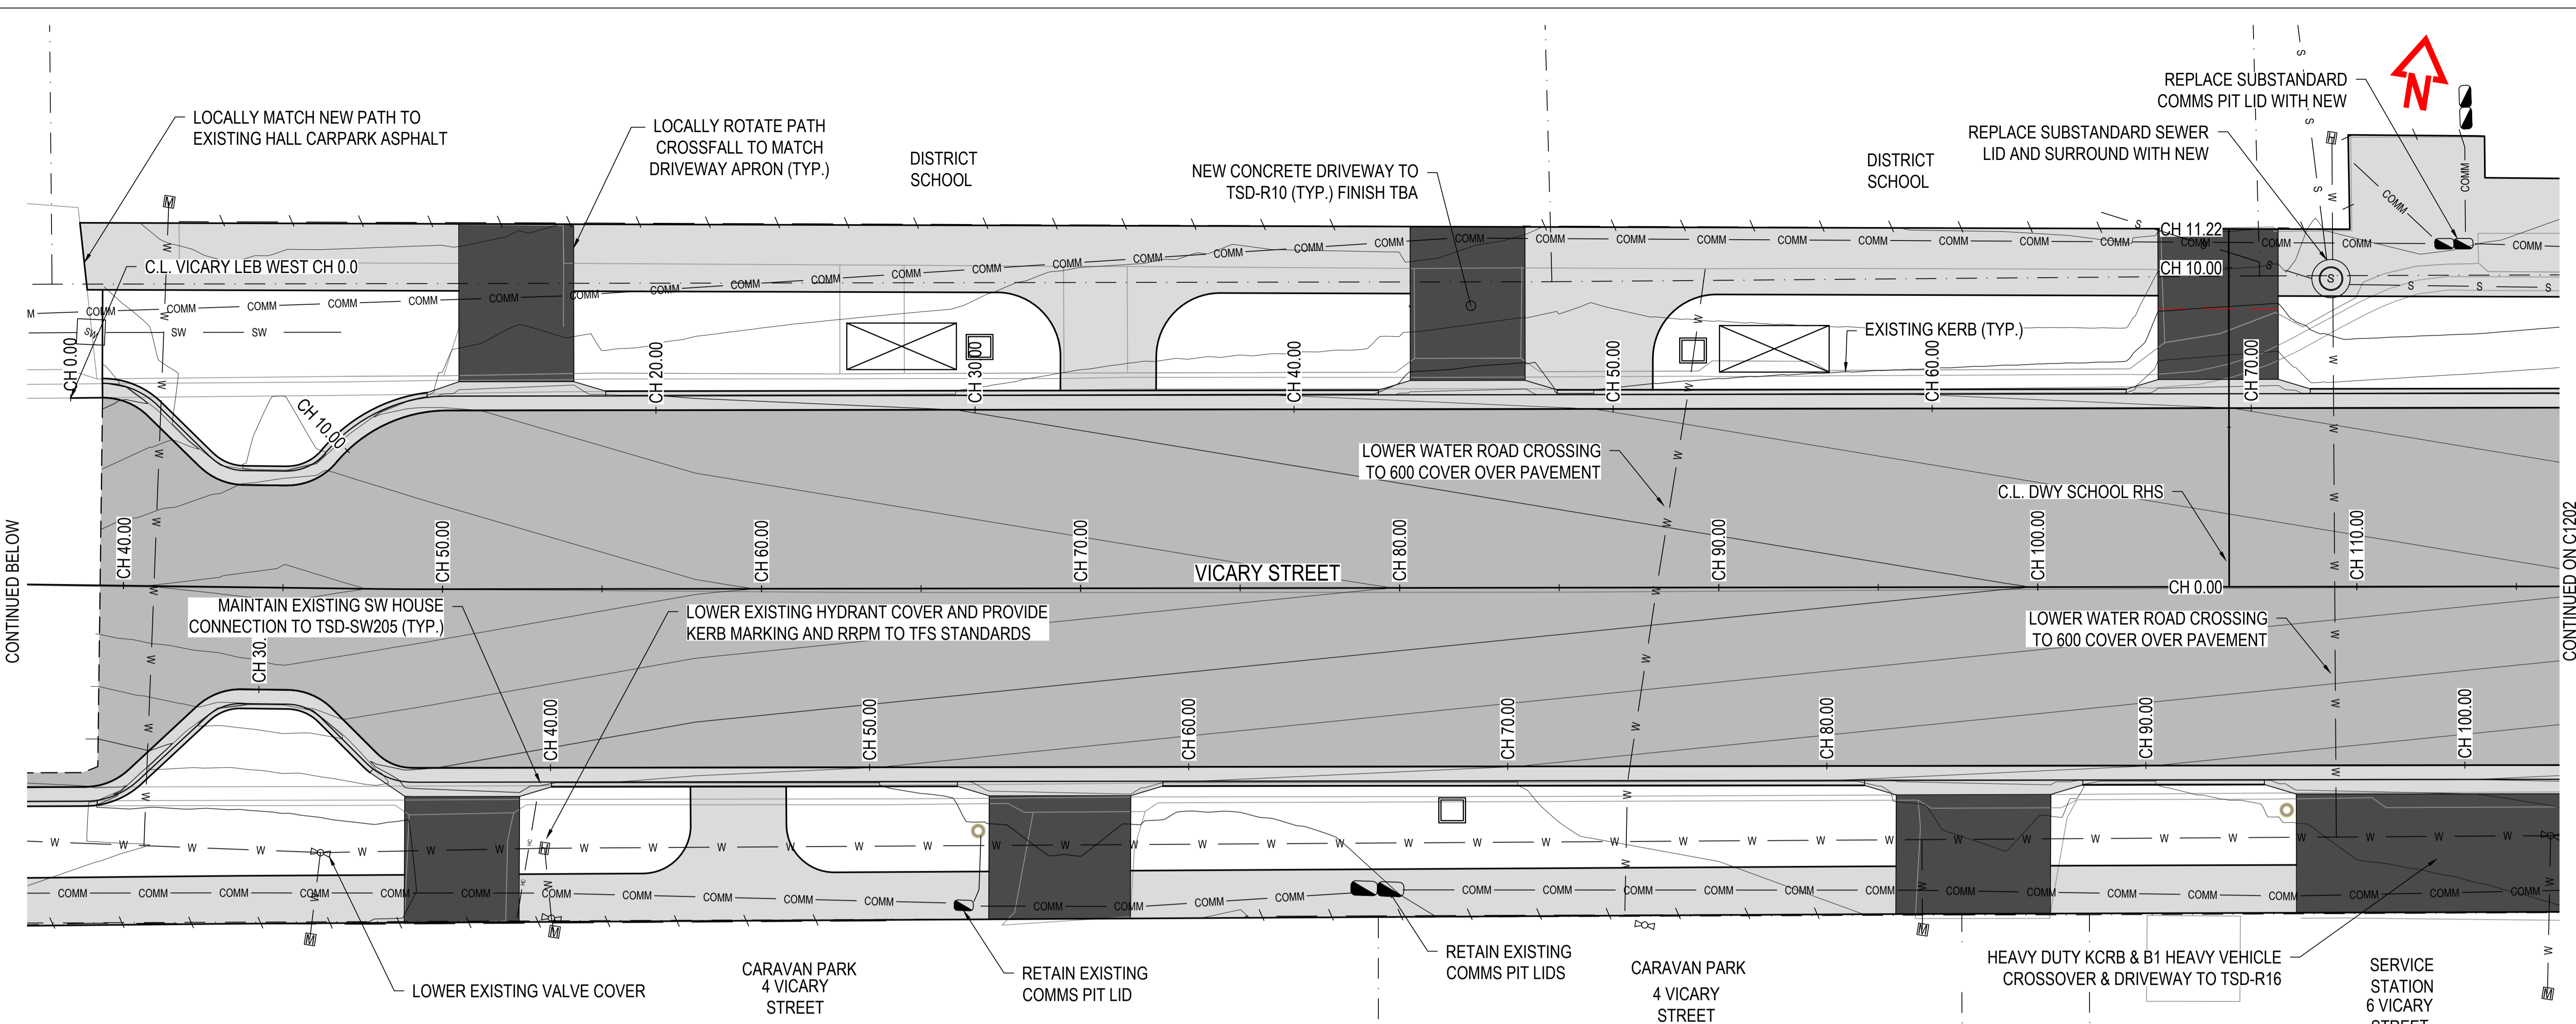 LOCALLY MATCH NEW PATH TO
EXISTING HALL CARPARK ASPHALT
LOCALLY ROTATE PATH
CROSSFALL TO MATCH
DRIVEWAY APRON (TYP.)
DISTRICT
SCHOOL
NEW CONCRETE DRIVEWAY TO
TSD-R10 (TYP.) FINISH TBA
DISTRICT
SCHOOL
REPLACE SUBSTANDARD
COMMS PIT LID WITH NEW
REPLACE SUBSTANDARD SEWER
LID AND SURROUND WITH NEW
N
C.L. VICARY LEB WEST CH 0.0
CH 11.22
CH 10.00
COMM
SW
W
S
M
H
EXISTING KERB (TYP.)
CH 0.00
CH 10.00
CH 20.00
CH 30.00
CH 40.00
CH 50.00
CH 60.00
CH 70.00
LOWER WATER ROAD CROSSING
TO 600 COVER OVER PAVEMENT
C.L. DWY SCHOOL RHS
CONTINUED BELOW
CH 40.00
CH 50.00
CH 60.00
CH 70.00
CH 80.00
CH 90.00
CH 100.00
CH 110.00
VICARY STREET
CH 0.00
CONTINUED ON C1202
MAINTAIN EXISTING SW HOUSE
CONNECTION TO TSD-SW205 (TYP.)
LOWER EXISTING HYDRANT COVER AND PROVIDE
KERB MARKING AND RRPM TO TFS STANDARDS
LOWER WATER ROAD CROSSING
TO 600 COVER OVER PAVEMENT
CH 30.
CH 40.00
CH 50.00
CH 60.00
CH 70.00
CH 80.00
CH 90.00
CH 100.00
HC
LOWER EXISTING VALVE COVER
CARAVAN PARK
4 VICARY
STREET
RETAIN EXISTING
COMMS PIT LID
RETAIN EXISTING
COMMS PIT LIDS
CARAVAN PARK
4 VICARY
STREET
HEAVY DUTY KCRB & B1 HEAVY VEHICLE
CROSSOVER & DRIVEWAY TO TSD-R16
SERVICE
STATION
6 VICARY
STREET